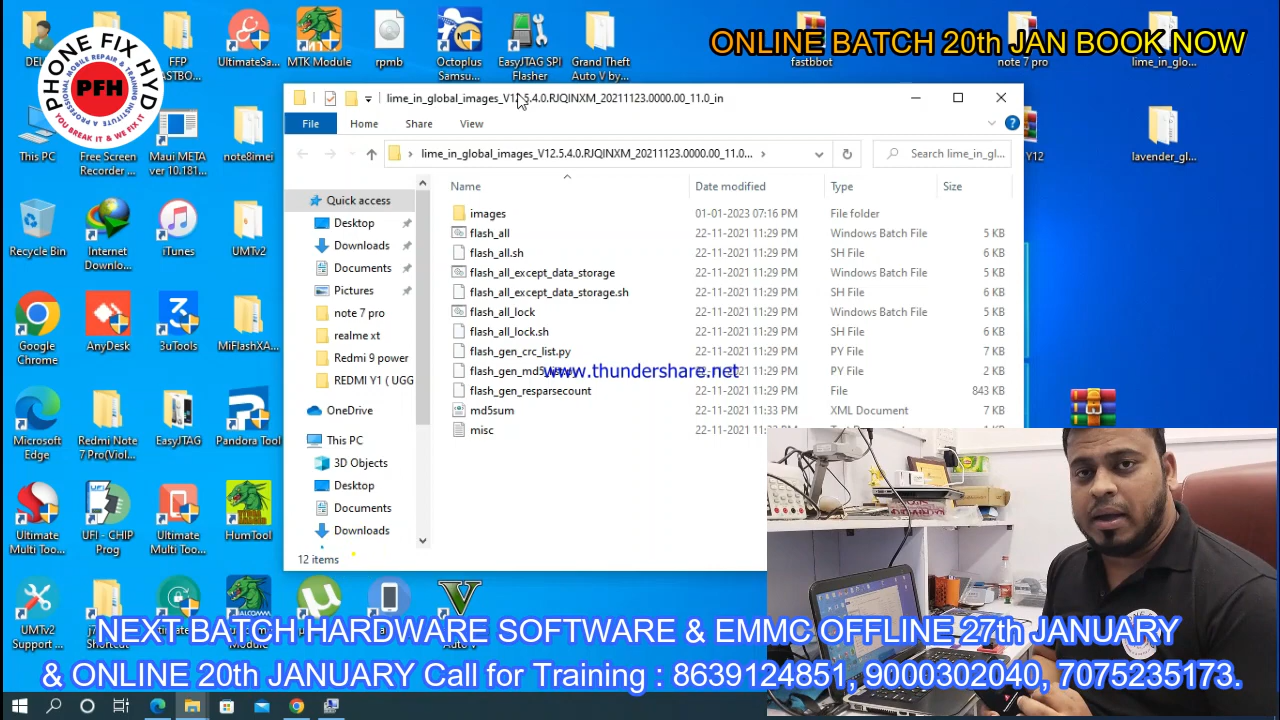 ONLINE BATCH 20th JAN BOOK NOW
PHONE FIX HYD
A PROFESSIONAL MOBILE REPAIR & TRAINING INSTITUTE
PFH
YOU BREAK IT & WE FIX IT
FFP
UltimateSa...
MTK Module
rpmb
Octoplus
Samsu...
EasyJTAG SPI
Flasher
Grand Theft
Auto V by...
fastbboot
note 7 pro
lime_in_glo...
This PC
Free Screen
Recorder ...
Maui META
ver 10.181...
note8imei
Y12
lavender_gl...
Recycle Bin
Internet
Downlo...
iTunes
UMTv2
Google
Chrome
AnyDesk
3uTools
MiFlashXA...
Microsoft
Edge
Redmi Note
7 Pro(Viol...
EasyJTAG
Pandora Tool
Ultimate
Multi Too...
UFI - CHIP
Prog
Ultimate
Multi Too...
HumTool
UMTv2
Support ...
lime_in_global_images_V12.5.4.0.RJQINXM_20211123.0000.00_11.0_in
File Home Share View
lime_in_global_images_V12.5.4.0.RJQINXM_20211123.0000.00_11.0...
Search lime_in_gl...
Name Date modified Type Size
images 01-01-2023 07:16 PM File folder
flash_all 22-11-2021 11:29 PM Windows Batch File 5 KB
flash_all.sh 22-11-2021 11:29 PM SH File 6 KB
flash_all_except_data_storage 22-11-2021 11:29 PM Windows Batch File 5 KB
flash_all_except_data_storage.sh 22-11-2021 11:29 PM SH File 6 KB
flash_all_lock 22-11-2021 11:29 PM Windows Batch File 5 KB
flash_all_lock.sh 22-11-2021 11:29 PM SH File 6 KB
flash_gen_crc_list.py 22-11-2021 11:29 PM PY File 7 KB
flash_gen_md5 22-11-2021 11:29 PM PY File 2 KB
flash_gen_resparsecount 22-11-2021 11:29 PM File 843 KB
md5sum 22-11-2021 11:33 PM XML Document 7 KB
misc
www.thundershare.net
Quick access
Desktop
Downloads
Documents
Pictures
note 7 pro
realme xt
Redmi 9 power
REDMI Y1 ( UGG
OneDrive
This PC
3D Objects
Desktop
Documents
Downloads
12 items
NEXT BATCH HARDWARE SOFTWARE & EMMC OFFLINE 27th JANUARY
& ONLINE 20th JANUARY Call for Training : 8639124851, 9000302040, 7075235173.